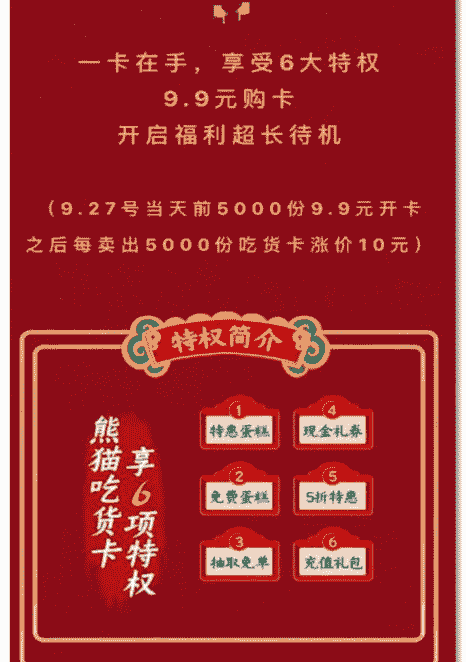 一卡在手，享受6大特权
9.9元购卡
开启福利超长待机
（9.27号当天前5000份9.9元开卡
之后每卖出5000份吃货卡涨价10元）
特权简介
熊猫吃货卡
享6项特权
1
特惠蛋糕
2
免费蛋糕
3
抽取免单
4
现金礼券
5
5折特惠
6
充值礼包